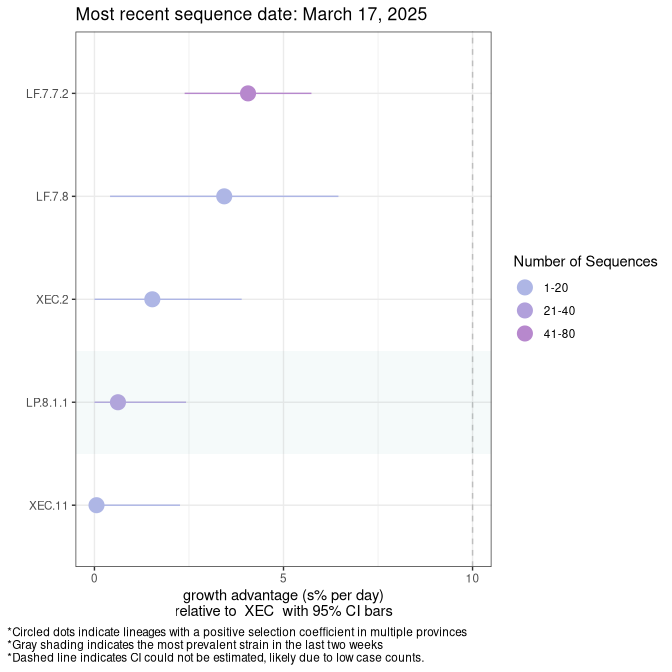 Most recent sequence date: March 17, 2025
LF.7.7.2
LF.7.8
XEC.2
LP.8.1.1
XEC.11
0 5 10
growth advantage (s% per day)
relative to XEC with 95% CI bars
Number of Sequences
1-20
21-40
41-80
*Circled dots indicate lineages with a positive selection coefficient in multiple provinces
*Gray shading indicates the most prevalent strain in the last two weeks
*Dashed line indicates CI could not be estimated, likely due to low case counts.